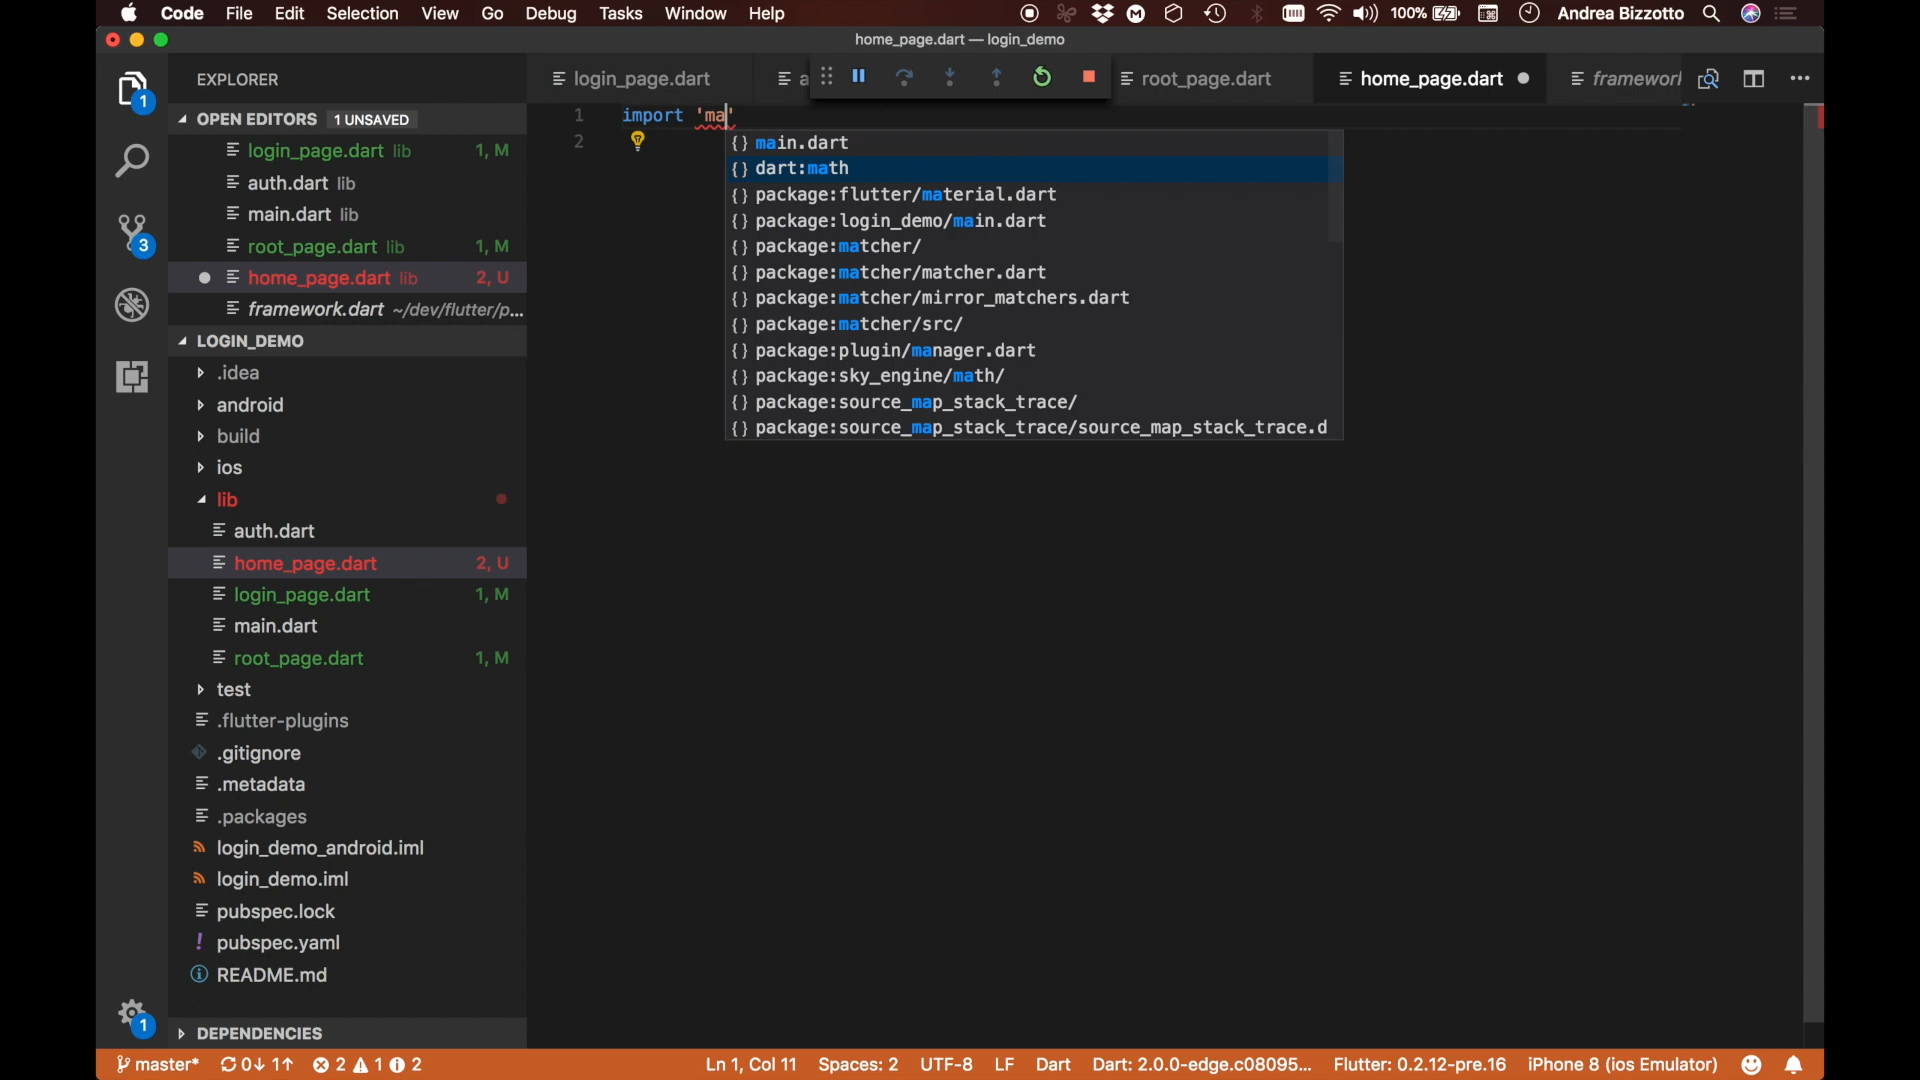 Code File Edit Selection View Go Debug Tasks Window Help 100% Andrea Bizzotto
home_page.dart — login_demo
EXPLORER
login_page.dart a root_page.dart home_page.dart framework
OPEN EDITORS 1 UNSAVED
login_page.dart lib 1, M
auth.dart lib
main.dart lib
root_page.dart lib 1, M
home_page.dart lib 2, U
framework.dart ~/dev/flutter/p...
LOGIN_DEMO
.idea
android
build
ios
lib
auth.dart
home_page.dart 2, U
login_page.dart 1, M
main.dart
root_page.dart 1, M
test
.flutter-plugins
.gitignore
.metadata
.packages
login_demo_android.iml
login_demo.iml
pubspec.lock
pubspec.yaml
README.md
DEPENDENCIES
1
3
1
1 import 'ma'
2
{} main.dart
{} dart:math
{} package:flutter/material.dart
{} package:login_demo/main.dart
{} package:matcher/
{} package:matcher/matcher.dart
{} package:matcher/mirror_matchers.dart
{} package:matcher/src/
{} package:plugin/manager.dart
{} package:sky_engine/math/
{} package:source_map_stack_trace/
{} package:source_map_stack_trace/source_map_stack_trace.d
master* 0↓ 1↑ 2 1 2 Ln 1, Col 11 Spaces: 2 UTF-8 LF Dart Dart: 2.0.0-edge.c08095... Flutter: 0.2.12-pre.16 iPhone 8 (ios Emulator)